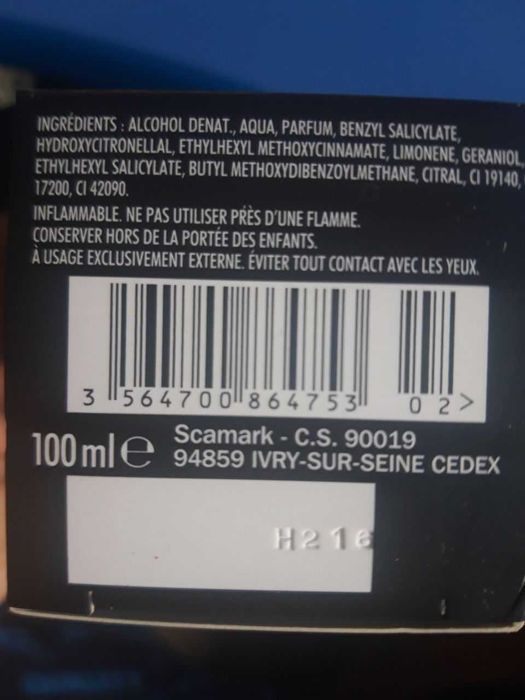 INGRÉDIENTS : ALCOHOL DENAT., AQUA, PARFUM, BENZYL SALICYLATE,
HYDROXYCITRONELLAL, ETHYLHEXYL METHOXYCINNAMATE, LIMONENE, GERANIOL,
ETHYLHEXYL SALICYLATE, BUTYL METHOXYDIBENZOYLMETHANE, CITRAL, CI 19140,
17200, CI 42090.
INFLAMMABLE. NE PAS UTILISER PRÈS D'UNE FLAMME.
CONSERVER HORS DE LA PORTÉE DES ENFANTS.
À USAGE EXCLUSIVEMENT EXTERNE. ÉVITER TOUT CONTACT AVEC LES YEUX.
3 564700 864753 02>
100 ml e Scamark - C.S. 90019
94859 IVRY-SUR-SEINE CEDEX